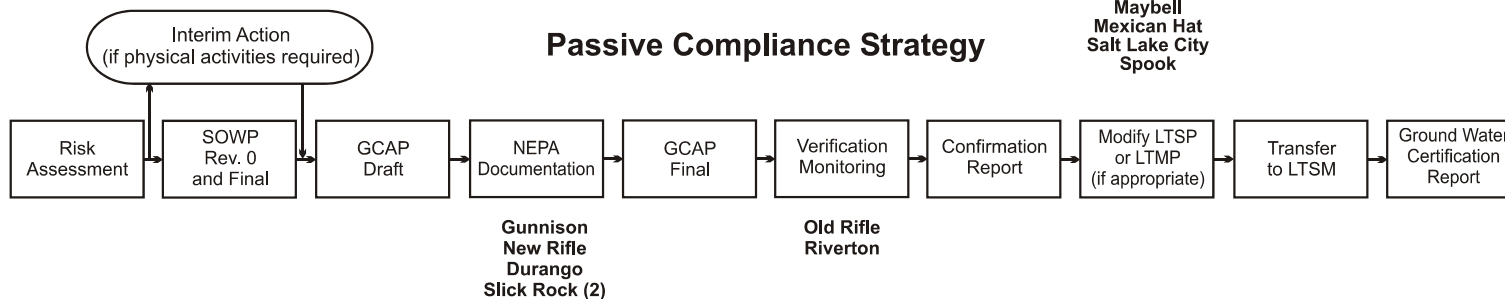 Maybell
Mexican Hat
Salt Lake City
Spook
Interim Action
(if physical activities required)
Passive Compliance Strategy
Risk
Assessment
SOWP
Rev. 0
and Final
GCAP
Draft
NEPA
Documentation
GCAP
Final
Verification
Monitoring
Confirmation
Report
Modify LTSP
or LTMP
(if appropriate)
Transfer
to LTSM
Ground Water
Certification
Report
Gunnison
New Rifle
Durango
Slick Rock (2)
Old Rifle
Riverton